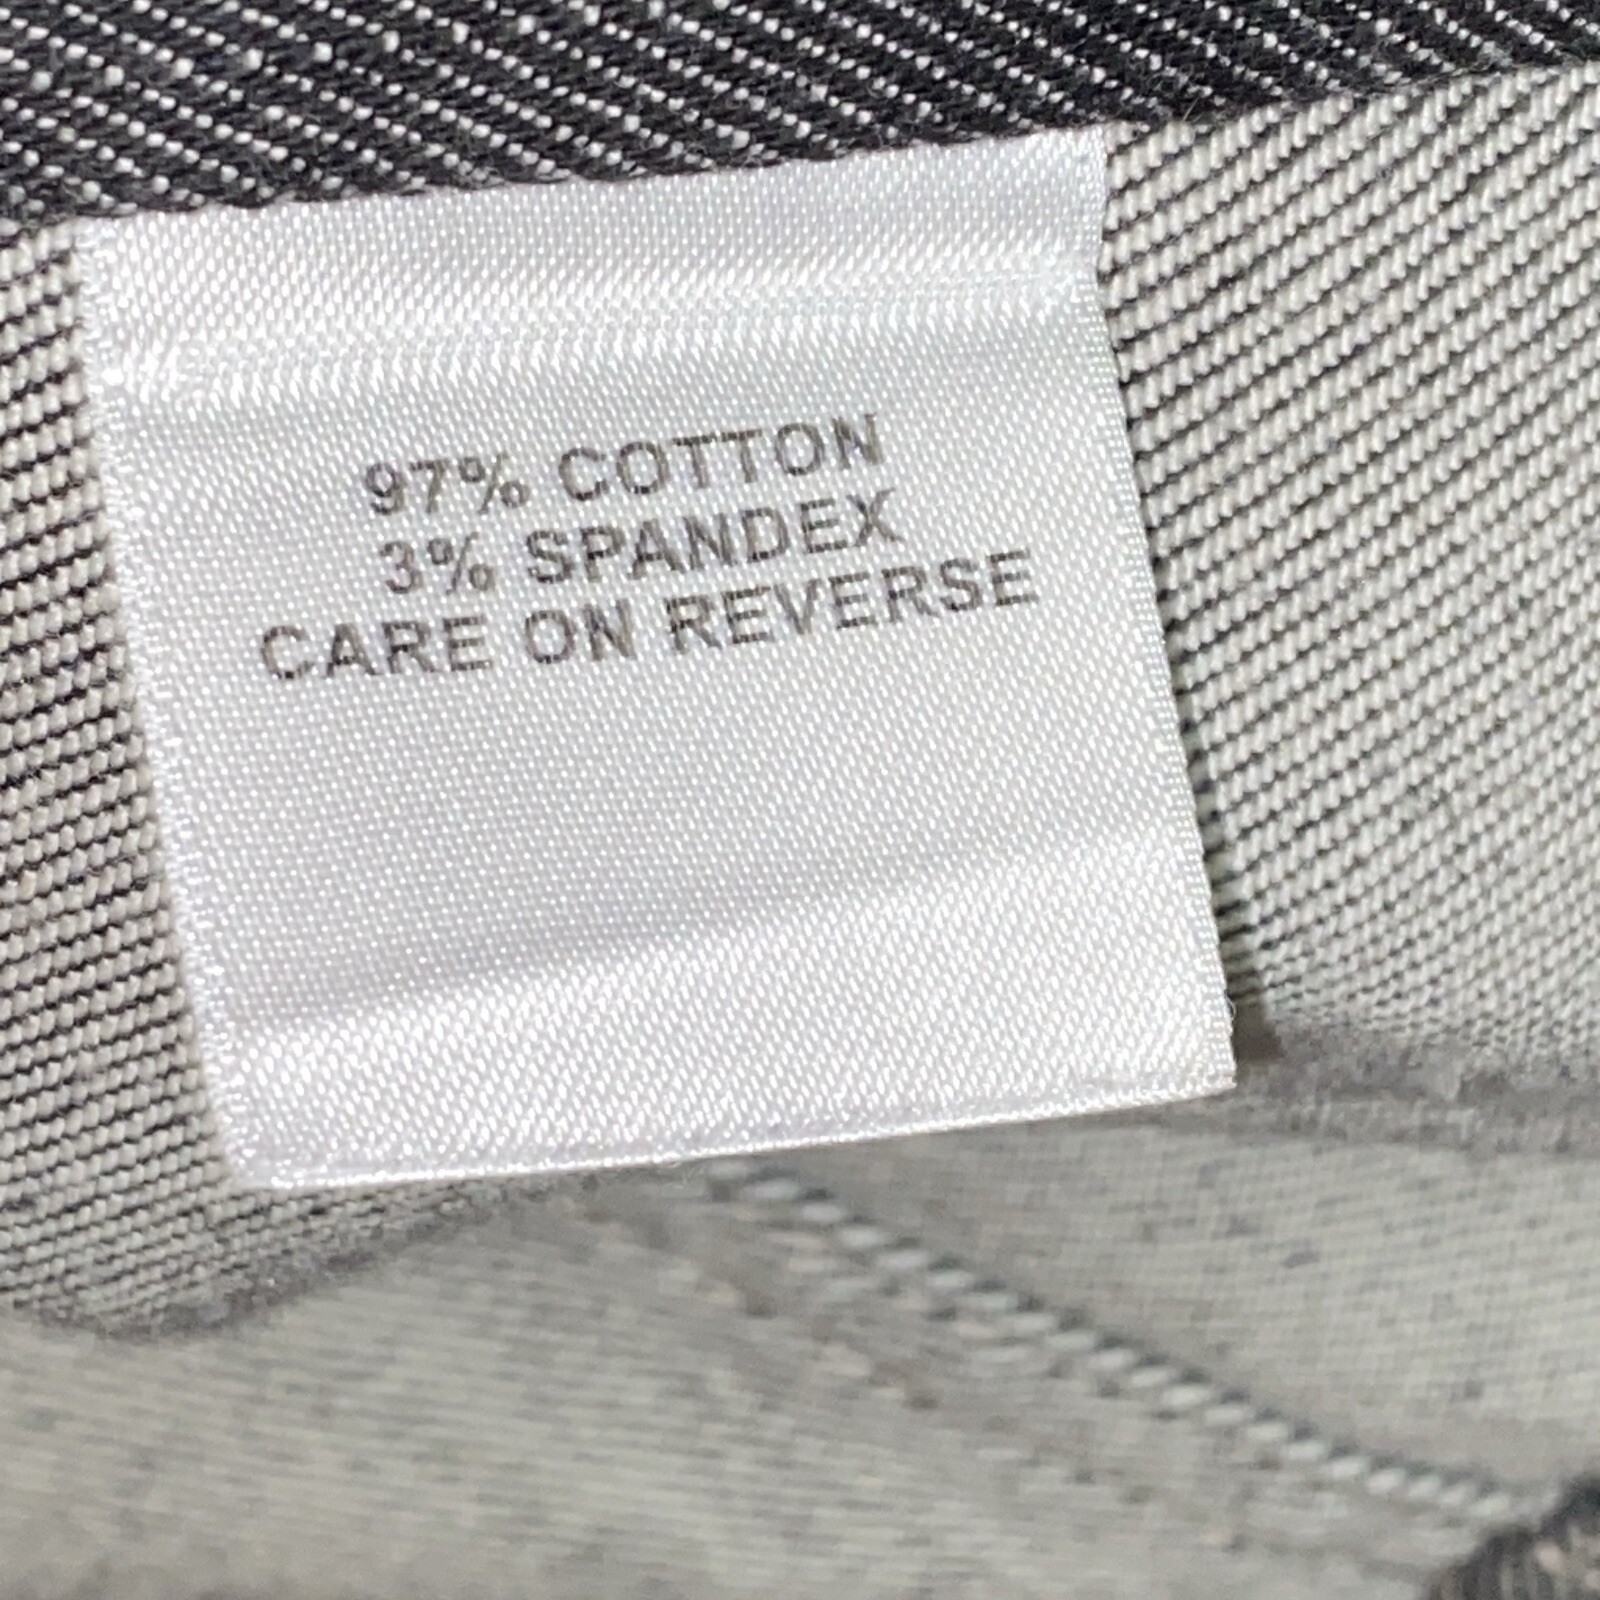 97% COTTON
3% SPANDEX
CARE ON REVERSE